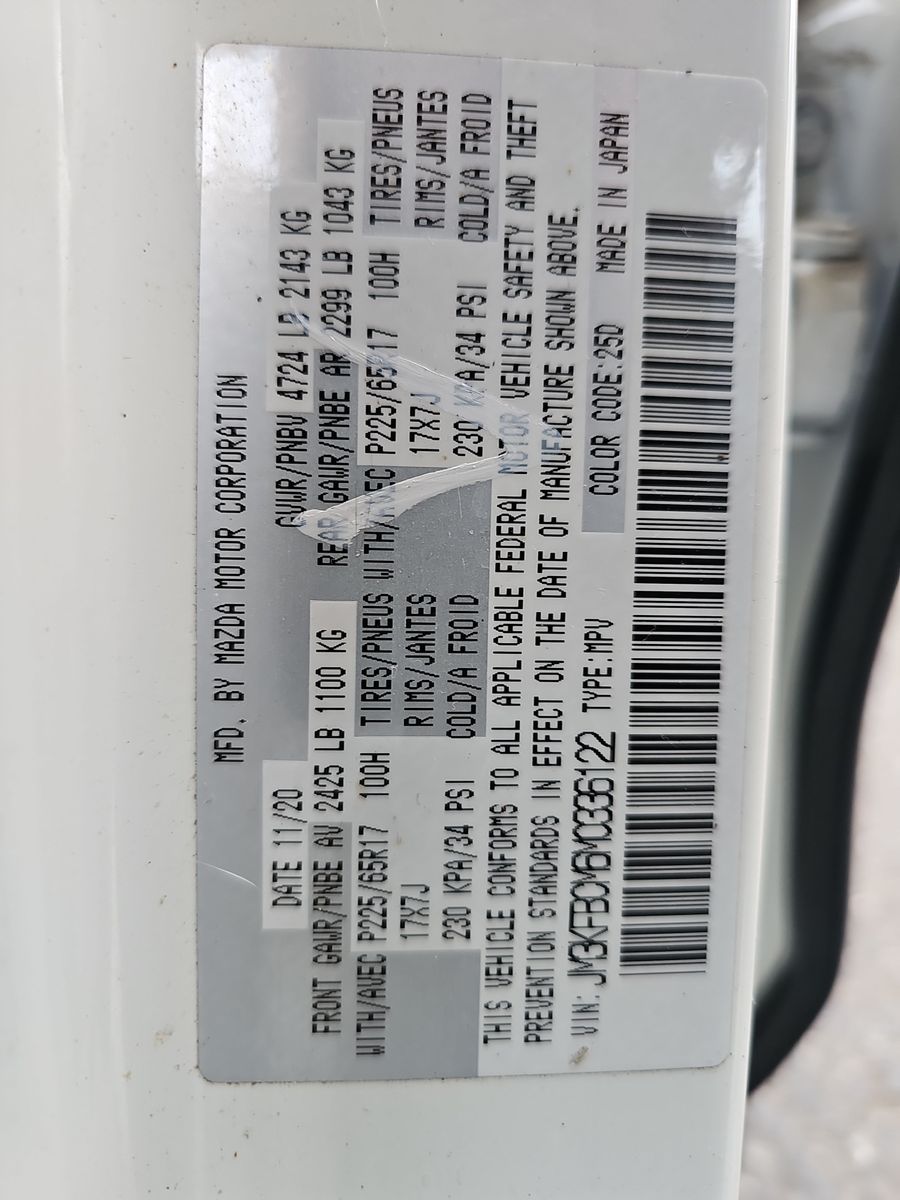 MFD. BY MAZDA MOTOR CORPORATION
DATE 11/20 GVWR/PNBV 4724 LB 2143 KG
FRONT GAWR/PNBE AV 2425 LB 1100 KG REAR GAWR/PNBE AR 2299 LB 1043 KG
WITH/AVEC P225/65R17 100H TIRES/PNEUS WITH/AVEC P225/65R17 100H TIRES/PNEUS
17X7J RIMS/JANTES 17X7J RIMS/JANTES
230 KPA/34 PSI COLD/A FROID 230 KPA/34 PSI COLD/A FROID
THIS VEHICLE CONFORMS TO ALL APPLICABLE FEDERAL MOTOR VEHICLE SAFETY AND THEFT
PREVENTION STANDARDS IN EFFECT ON THE DATE OF MANUFACTURE SHOWN ABOVE.
VIN: JM3KFBCM6M0336122 TYPE:MPV COLOR CODE:25D MADE IN JAPAN